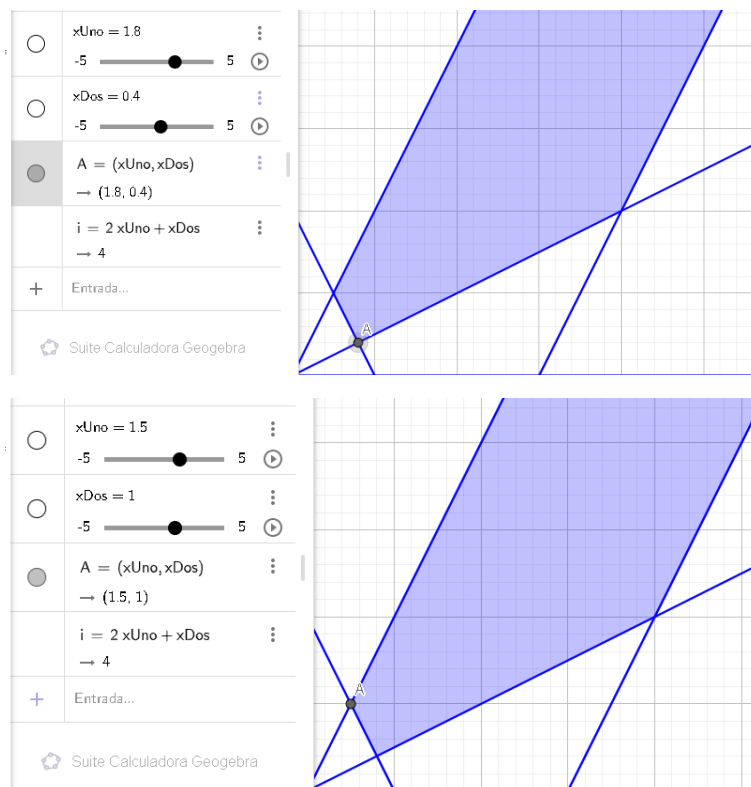 xUno = 1.8
-5 5
xDos = 0.4
-5 5
A = (xUno, xDos)
→ (1.8, 0.4)
i = 2 xUno + xDos
→ 4
+ Entrada...
Suite Calculadora Geogebra
A
xUno = 1.5
-5 5
xDos = 1
-5 5
A = (xUno, xDos)
→ (1.5, 1)
i = 2 xUno + xDos
→ 4
+ Entrada...
Suite Calculadora Geogebra
A